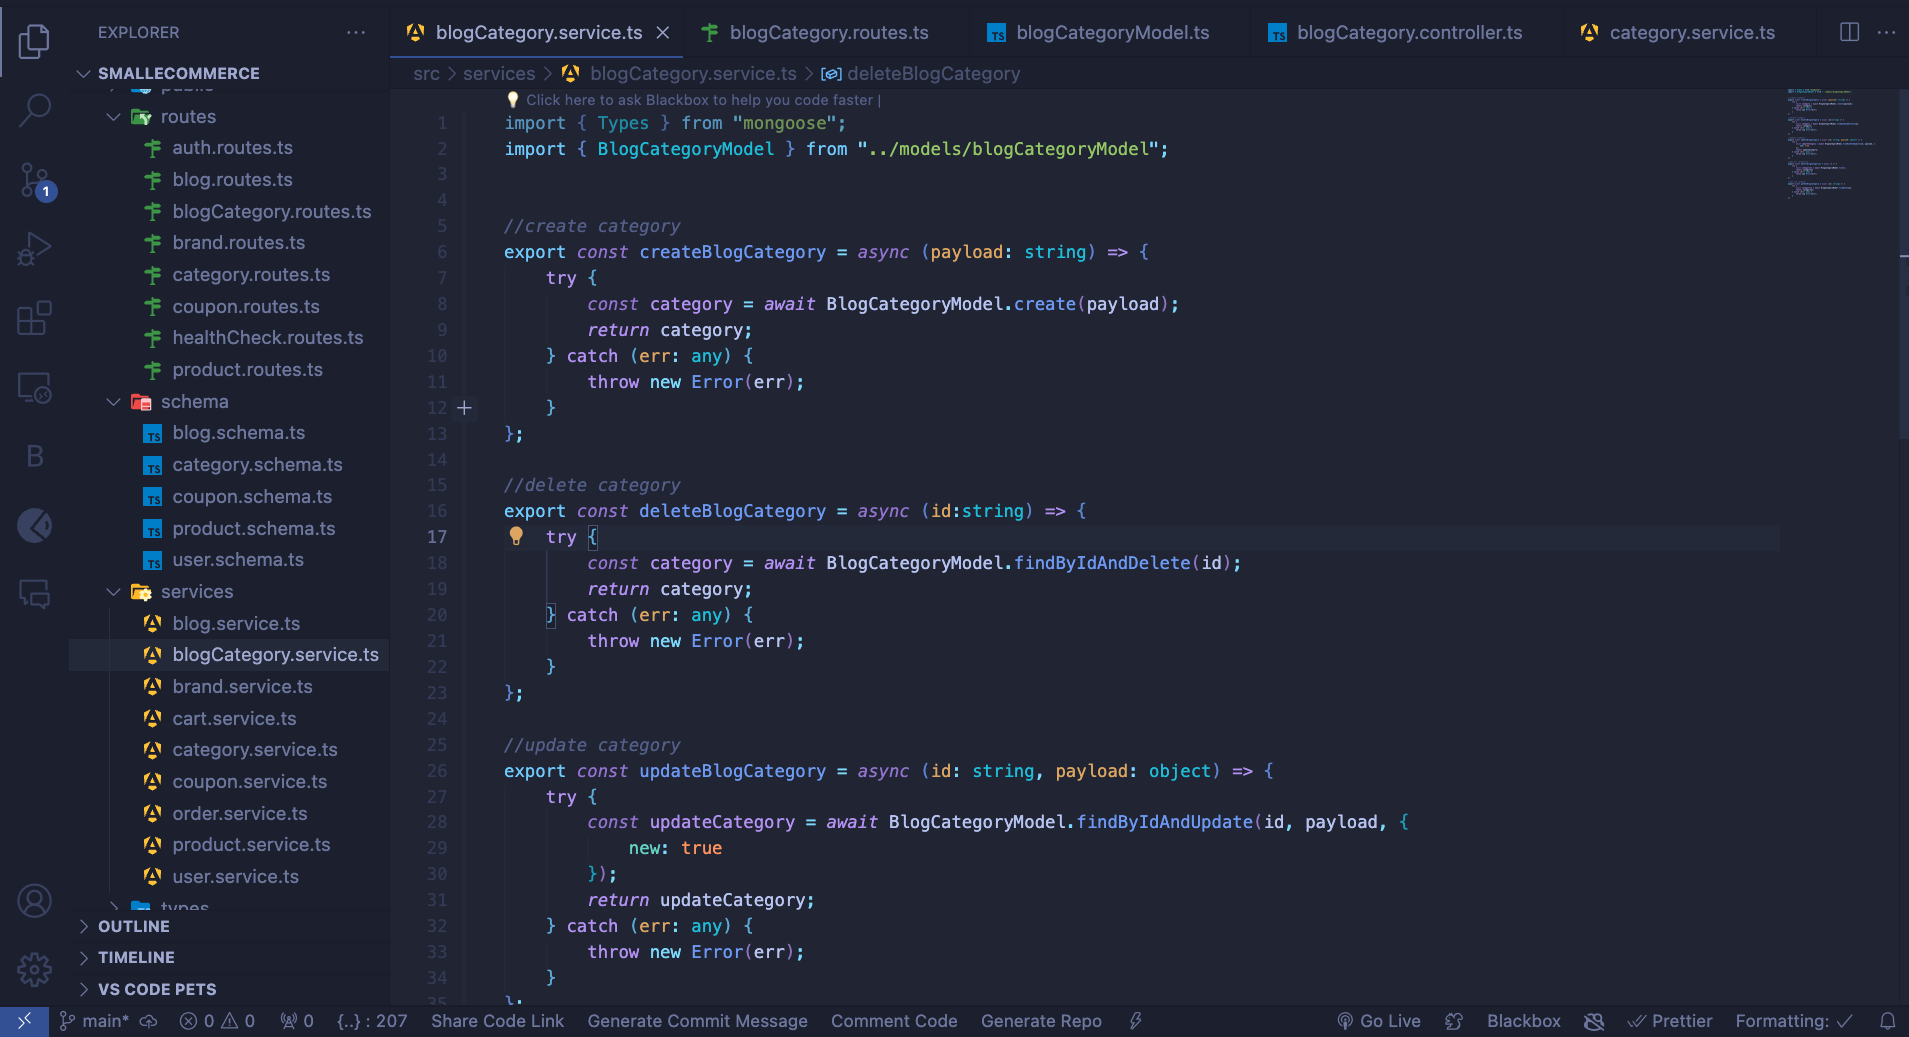 EXPLORER
SMALLECOMMERCE
public
routes
auth.routes.ts
blog.routes.ts
blogCategory.routes.ts
brand.routes.ts
category.routes.ts
coupon.routes.ts
healthCheck.routes.ts
product.routes.ts
schema
TS blog.schema.ts
TS category.schema.ts
TS coupon.schema.ts
TS product.schema.ts
TS user.schema.ts
services
blog.service.ts
blogCategory.service.ts
brand.service.ts
cart.service.ts
category.service.ts
coupon.service.ts
order.service.ts
product.service.ts
user.service.ts
types
OUTLINE
TIMELINE
VS CODE PETS
1
B
blogCategory.service.ts
blogCategory.routes.ts
TS blogCategoryModel.ts
TS blogCategory.controller.ts
category.service.ts
src > services > blogCategory.service.ts > deleteBlogCategory
Click here to ask Blackbox to help you code faster |
1 import { Types } from "mongoose";
2 import { BlogCategoryModel } from "../models/blogCategoryModel";
3
4
5 //create category
6 export const createBlogCategory = async (payload: string) => {
7 try {
8 const category = await BlogCategoryModel.create(payload);
9 return category;
10 } catch (err: any) {
11 throw new Error(err);
12 }
13 };
14
15 //delete category
16 export const deleteBlogCategory = async (id:string) => {
17 try {
18 const category = await BlogCategoryModel.findByIdAndDelete(id);
19 return category;
20 } catch (err: any) {
21 throw new Error(err);
22 }
23 };
24
25 //update category
26 export const updateBlogCategory = async (id: string, payload: object) => {
27 try {
28 const updateCategory = await BlogCategoryModel.findByIdAndUpdate(id, payload, {
29 new: true
30 });
31 return updateCategory;
32 } catch (err: any) {
33 throw new Error(err);
34 }
35 };
main* 0 0 0 {..} : 207 Share Code Link Generate Commit Message Comment Code Generate Repo Go Live Blackbox Prettier Formatting: ✓